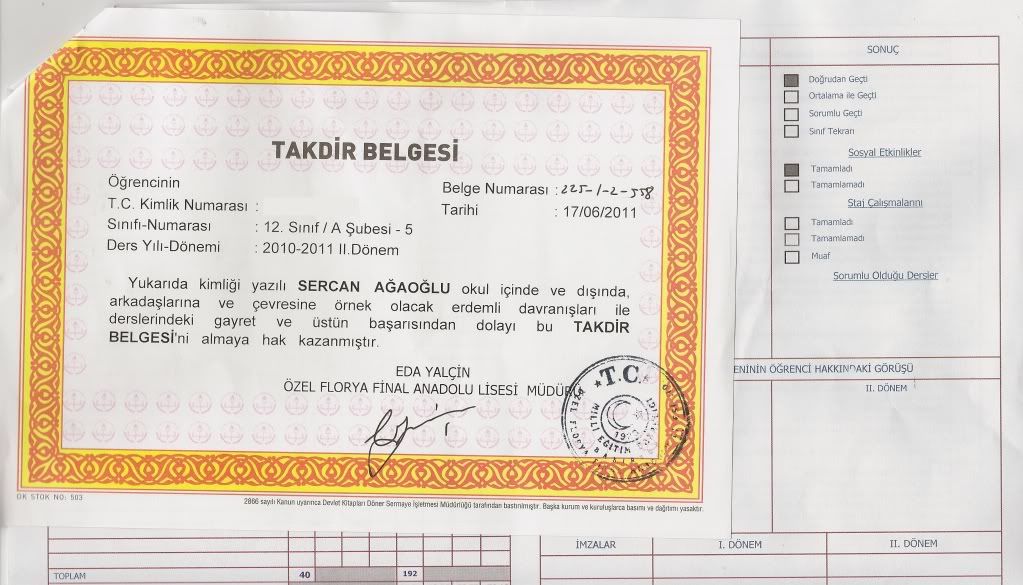 TAKDİR BELGESİ
Öğrencinin
T.C. Kimlik Numarası :
Sınıfı-Numarası : 12. Sınıf / A Şubesi - 5
Ders Yılı-Dönemi : 2010-2011 II.Dönem
Belge Numarası : 225-1-2-558
Tarihi : 17/06/2011
Yukarıda kimliği yazılı SERCAN AĞAOĞLU okul içinde ve dışında,
arkadaşlarına ve çevresine örnek olacak erdemli davranışları ile
derslerindeki gayret ve üstün başarısından dolayı bu TAKDİR
BELGESİ'ni almaya hak kazanmıştır.
EDA YALÇİN
ÖZEL FLORYA FİNAL ANADOLU LİSESİ MÜDÜRÜ
T.C.
MİLLİ EĞİTİM
ÖZEL FLORYA
OK STOK NO: 503
2866 sayılı Kanun uyarınca Devlet Kitapları Döner Sermaye İşletmesi Müdürlüğü tarafından bastırılmıştır. Başka kurum ve kuruluşlarca basımı ve dağıtımı yasaktır.
SONUÇ
Doğrudan Geçti
Ortalama ile Geçti
Sorumlu Geçti
Sınıf Tekrarı
Sosyal Etkinlikler
Tamamladı
Tamamlamadı
Staj Çalışmalarını
Tamamladı
Tamamlamadı
Muaf
Sorumlu Olduğu Dersler
ENİNİN ÖĞRENCİ HAKKINDAKİ GÖRÜŞÜ
II. DÖNEM
İMZALAR I. DÖNEM II. DÖNEM
TOPLAM 40 192